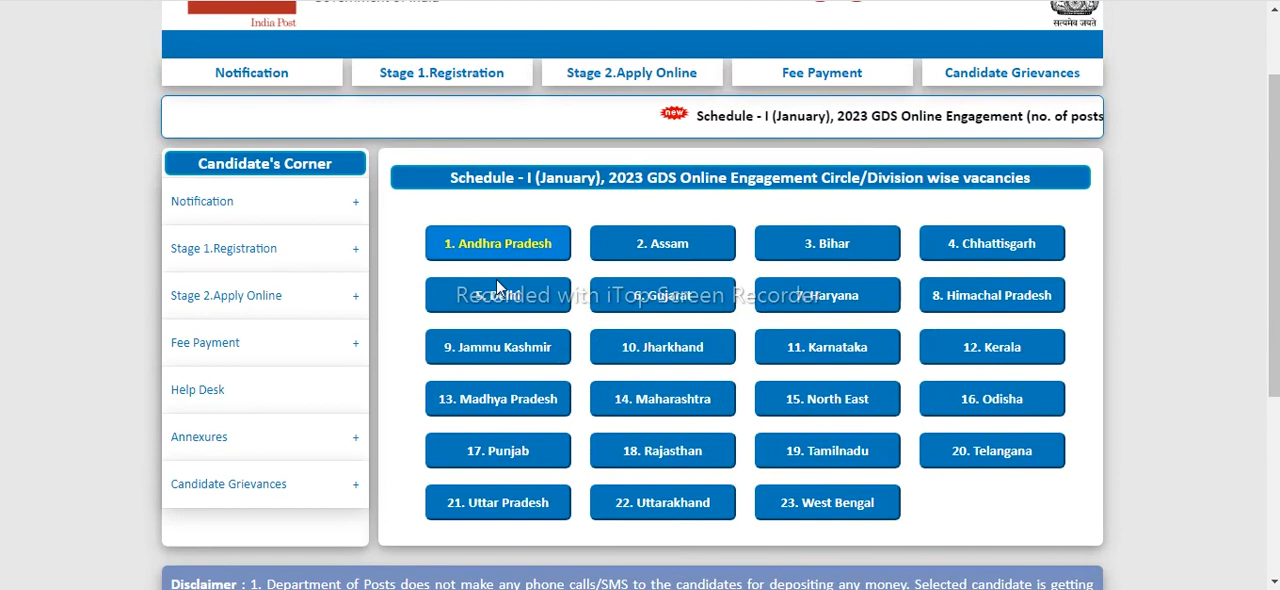 India Post
सत्यमेव जयते
Notification
Stage 1.Registration
Stage 2.Apply Online
Fee Payment
Candidate Grievances
new
Schedule - I (January), 2023 GDS Online Engagement (no. of posts
Candidate's Corner
Notification +
Stage 1.Registration +
Stage 2.Apply Online +
Fee Payment +
Help Desk
Annexures +
Candidate Grievances +
Schedule - I (January), 2023 GDS Online Engagement Circle/Division wise vacancies
1. Andhra Pradesh
2. Assam
3. Bihar
4. Chhattisgarh
5. Delhi
6. Gujarat
7. Haryana
8. Himachal Pradesh
Recorded with iTop Screen Recorder
9. Jammu Kashmir
10. Jharkhand
11. Karnataka
12. Kerala
13. Madhya Pradesh
14. Maharashtra
15. North East
16. Odisha
17. Punjab
18. Rajasthan
19. Tamilnadu
20. Telangana
21. Uttar Pradesh
22. Uttarakhand
23. West Bengal
Disclaimer : 1. Department of Posts does not make any phone calls/SMS to the candidates for depositing any money. Selected candidate is getting